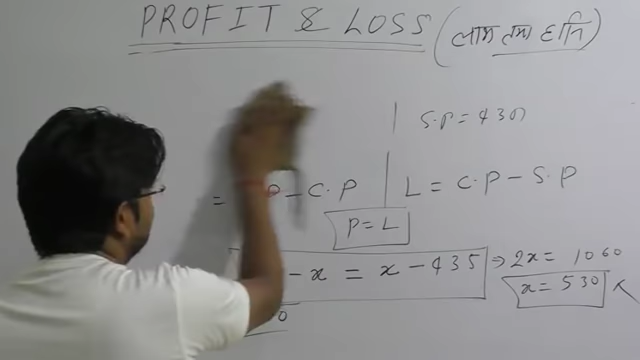 PROFIT & LOSS (लाभ तथा हानि)
S.P = 430
= - C.P L = C.P - S.P
P = L
- x = x - 435 ⇒ 2x = 1060
x = 530